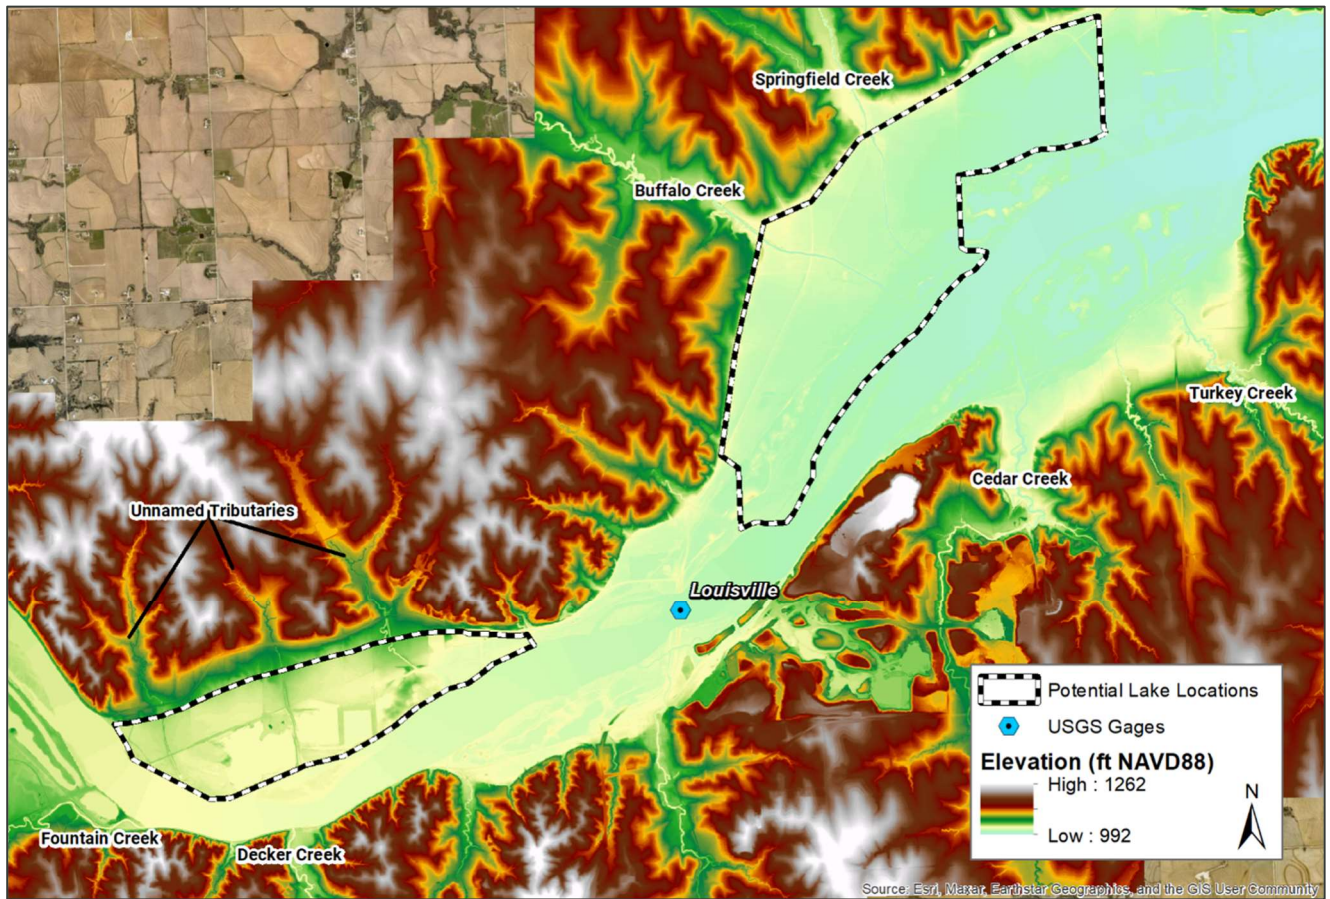 Springfield Creek
Buffalo Creek
Turkey Creek
Cedar Creek
Unnamed Tributaries
Louisville
Fountain Creek
Decker Creek
Potential Lake Locations
USGS Gages
Elevation (ft NAVD88)
High : 1262
Low : 992
N
Source: Esri, Maxar, Earthstar Geographics, and the GIS User Community